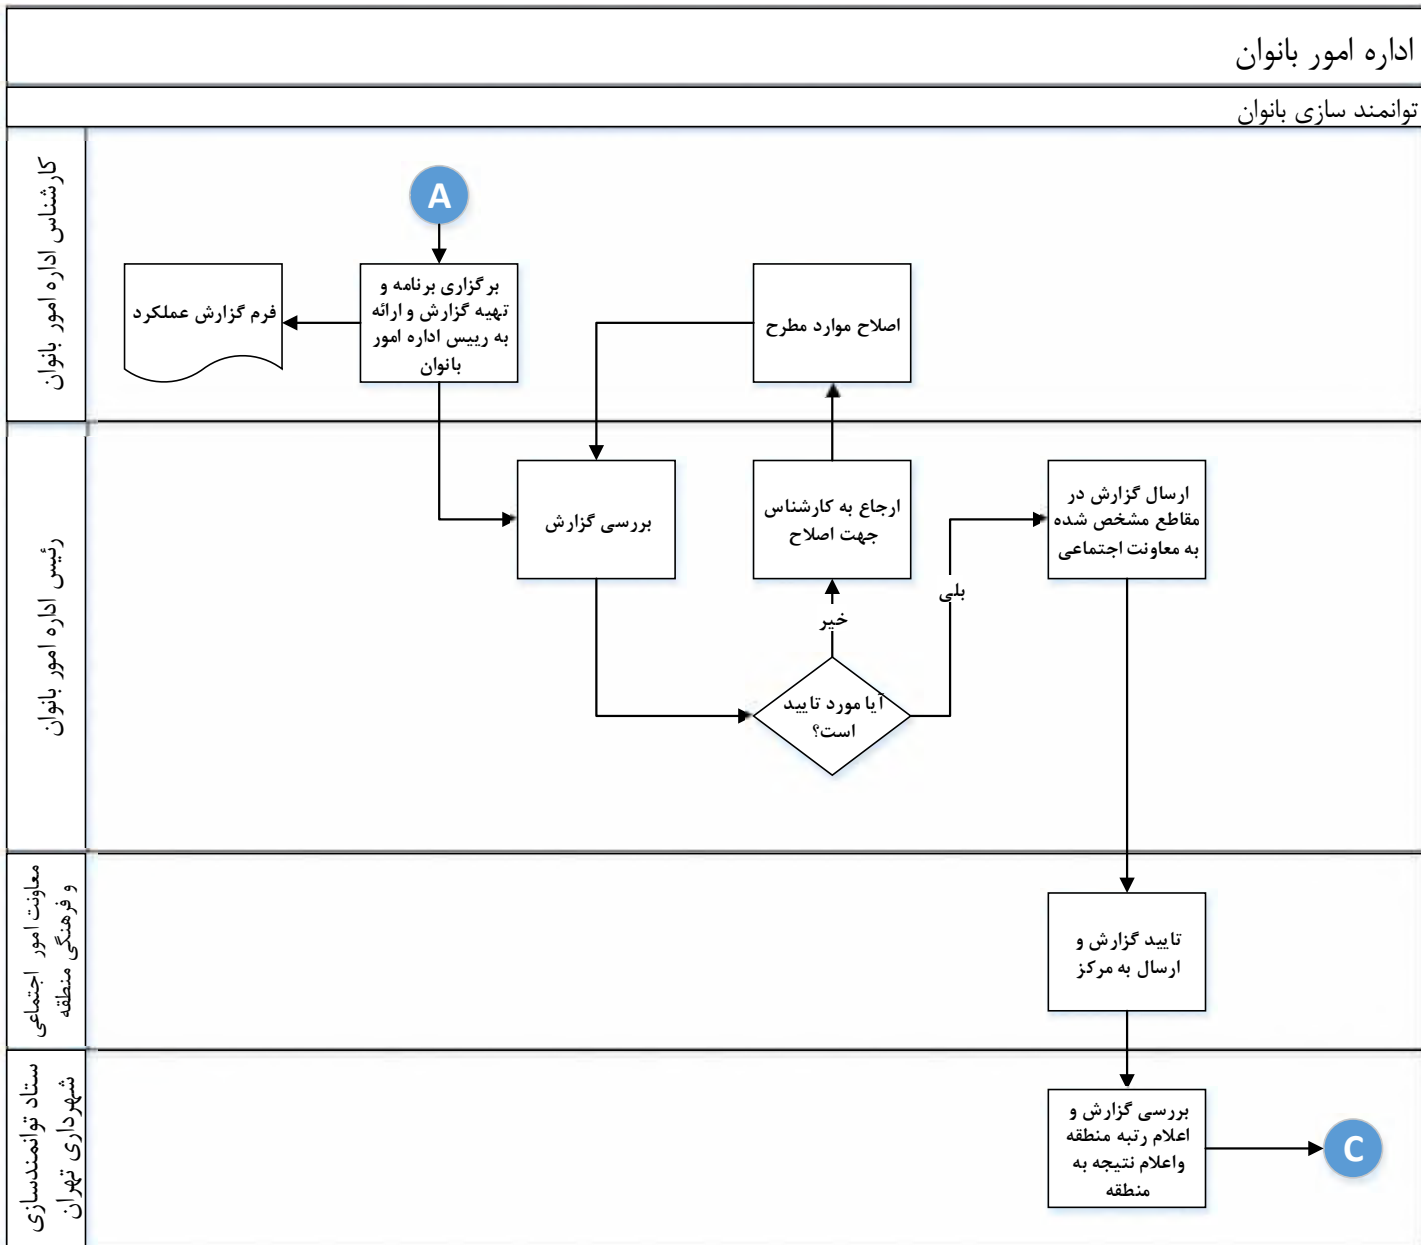 اداره امور بانوان
توانمند سازی بانوان
کارشناس اداره امور بانوان
A
برگزاری برنامه و
تهیه گزارش و ارائه
به رییس اداره امور
بانوان
فرم گزارش عملکرد
اصلاح موارد مطرح
رئیس اداره امور بانوان
بررسی گزارش
ارجاع به کارشناس
جهت اصلاح
ارسال گزارش در
مقاطع مشخص شده
به معاونت اجتماعی
خیر
بلی
آیا مورد تایید
است؟
معاونت امور اجتماعی
و فرهنگی منطقه
تایید گزارش و
ارسال به مرکز
ستاد توانمندسازی
شهرداری تهران
بررسی گزارش و
اعلام رتبه منطقه
واعلام نتیجه به
منطقه
C